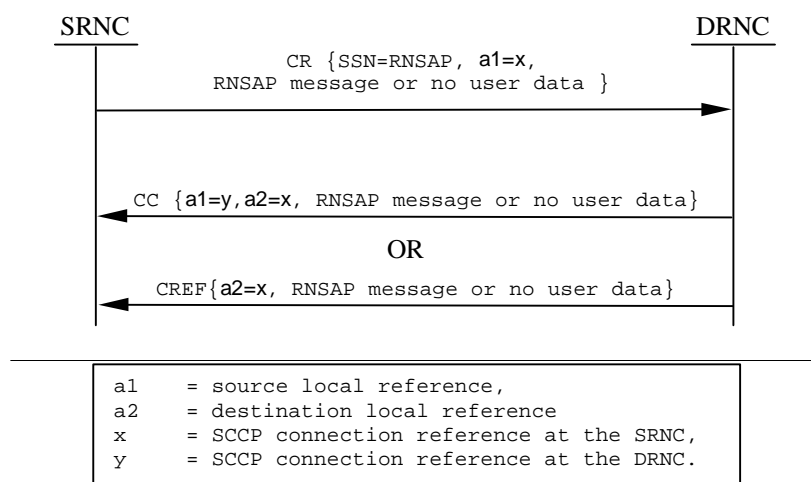 SRNC
DRNC
CR {SSN=RNSAP, a1=x,
RNSAP message or no user data }
CC {a1=y,a2=x, RNSAP message or no user data}
OR
CREF{a2=x, RNSAP message or no user data}
a1 = source local reference,
a2 = destination local reference
x = SCCP connection reference at the SRNC,
y = SCCP connection reference at the DRNC.